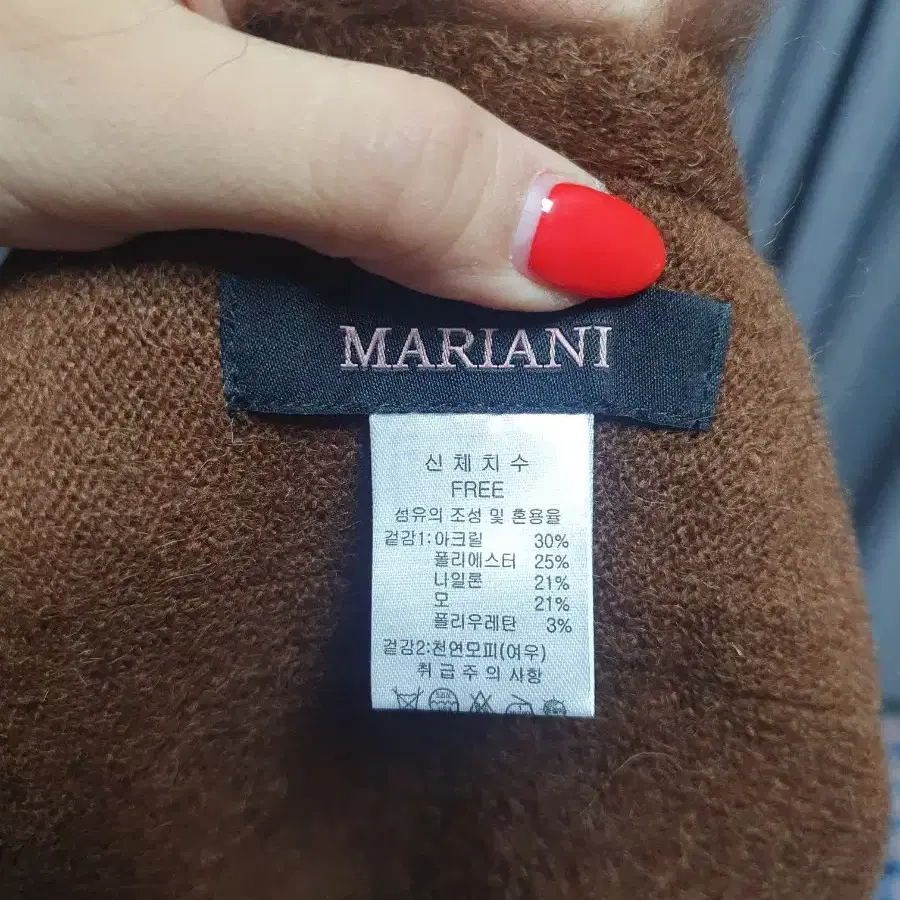 MARIANI
신체치수
FREE
섬유의 조성 및 혼용율
겉감1:아크릴 30%
폴리에스터 25%
나일론 21%
모 21%
폴리우레탄 3%
겉감2:천연모피(여우)
취급주의사항